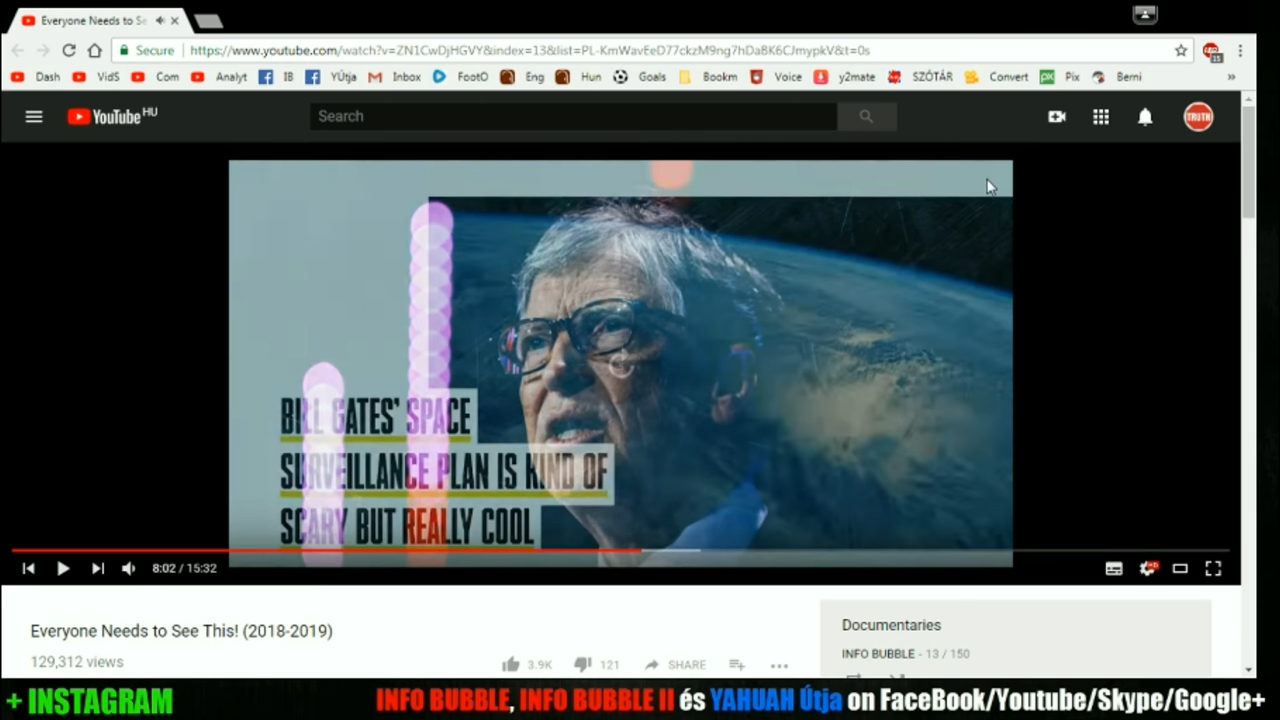 Everyone Needs to Se
Secure https://www.youtube.com/watch?v=ZN1CwDjHGVY&index=13&list=PL-KmWavEeD77ckzM9ng7hDaBK6CJmypkV&t=0s
Dash VidS Com Analyt IB YÚtja Inbox FootO Eng Hun Goals Bookm Voice y2mate SZÓTÁR Convert Pix Berni »
YouTube HU Search TRUTH
BILL GATES' SPACE
SURVEILLANCE PLAN IS KIND OF
SCARY BUT REALLY COOL
8:02 / 15:32 HD
Everyone Needs to See This! (2018-2019)
129,312 views
3.9K 121 SHARE
Documentaries
INFO BUBBLE - 13 / 150
+ INSTAGRAM INFO BUBBLE, INFO BUBBLE II és YAHUAH Útja on FaceBook/Youtube/Skype/Google+